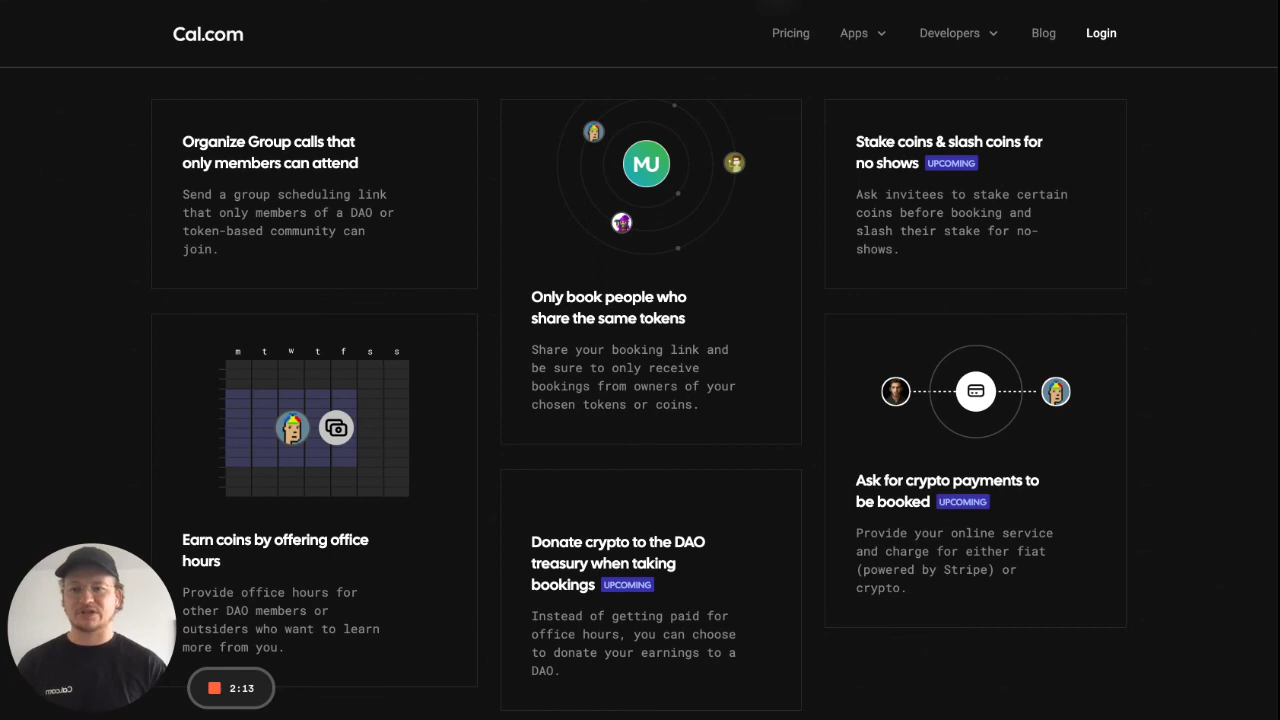 Cal.com
Pricing
Apps
Developers
Blog
Login
Organize Group calls that
only members can attend
Send a group scheduling link
that only members of a DAO or
token-based community can
join.
m t w t f s s
Earn coins by offering office
hours
Provide office hours for
other DAO members or
outsiders who want to learn
more from you.
MU
Only book people who
share the same tokens
Share your booking link and
be sure to only receive
bookings from owners of your
chosen tokens or coins.
Donate crypto to the DAO
treasury when taking
bookings UPCOMING
Instead of getting paid for
office hours, you can choose
to donate your earnings to a
DAO.
Stake coins & slash coins for
no shows UPCOMING
Ask invitees to stake certain
coins before booking and
slash their stake for no-
shows.
Ask for crypto payments to
be booked UPCOMING
Provide your online service
and charge for either fiat
(powered by Stripe) or
crypto.
Cal.com
2:13